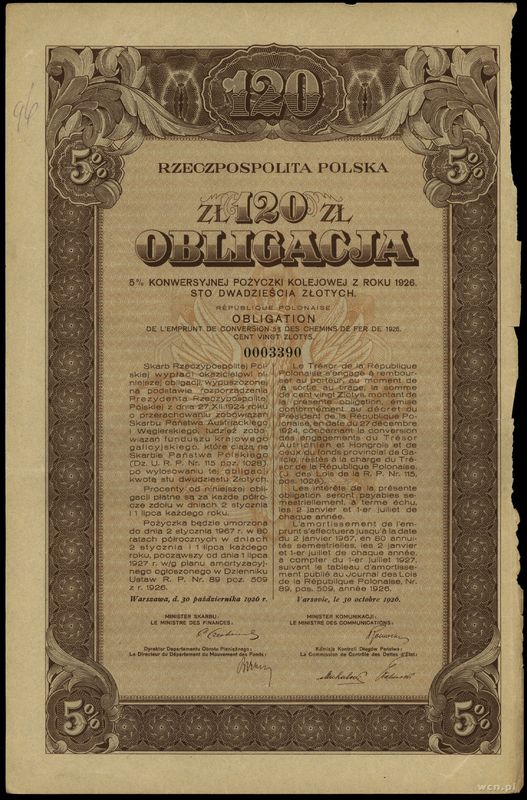 96
120
5%
5%
RZECZPOSPOLITA POLSKA
ZŁ 120 ZŁ
OBLIGACJA
5% KONWERSYJNEJ POŻYCZKI KOLEJOWEJ Z ROKU 1926.
STO DWADZIEŚCIA ZŁOTYCH.
RÉPUBLIQUE POLONAISE
OBLIGATION
DE L'EMPRUNT DE CONVERSION 5% DES CHEMINS DE FER DE 1926.
CENT VINGT ZLOTYS.
0003390
Skarb Rzeczypospolitej Pol-
skiej wypłaci okazicielowi ni-
niejszej obligacji, wypuszczonej
na podstawie rozporządzenia
Prezydenta Rzeczypospolitej
Polskiej z dnia 27.XII.1924 roku
o przerachowaniu zobowiązań
Skarbu Państwa Austrjackiego
i Węgierskiego, tudzież zobo-
wiązań funduszu krajowego
galicyjskiego, które ciążą na
Skarbie Państwa Polskiego
(Dz. U. R. P. Nr. 115 poz. 1028),
po wylosowaniu tej obligacji
kwotę stu dwudziestu Złotych.
Procenty od niniejszej obli-
gacji płatne są za każde półro-
cze zdołu w dniach 2 stycznia
i 1 lipca każdego roku.
Pożyczka będzie umorzona
do dnia 2 stycznia 1967 r. w 80
ratach półrocznych w dniach
2 stycznia i 1 lipca każdego
roku, począwszy od dnia 1 lipca
1927 r. w/g planu amortyzacyj-
nego ogłoszonego w Dzienniku
Ustaw R. P. Nr. 89 poz. 509
z r. 1926.
Warszawa, d. 30 października 1926 r.
Le Trésor de la République
Polonaise s'engage à rembour-
ser au porteur, au moment de
la sortie au tirage, la somme
de cent vingt Zlotys, montant de
la présente obligation, émise
conformément au décret du
Président de la République Po-
lonaise, en date du 27 décembre
1924, concernant la conversion
des engagements du Trésor
Autrichien et Hongrois et de
ceux du fonds provincial de Ga-
licie, restés à la charge du Tré-
sor de la République Polonaise,
(J. des Lois de la R. P. Nr. 115,
pos. 1028).
Les intérêts de la présente
obligation seront payables se-
mestriellement, à terme échu,
les 2 janvier et 1-er juillet de
chaque année.
L'amortissement de l'em-
prunt s'effectuera jusqu'à la date
du 2 janvier 1967, en 80 annui-
tés semestrielles, les 2 janvier
et 1-er juillet de chaque année,
à compter du 1-er juillet 1927,
suivant le tableau d'amortisse-
ment publié au Journal des Lois
de la République Polonaise, Nr.
89, pos. 509, année 1926.
Varsovie, le 30 octobre 1926.
MINISTER SKARBU:
LE MINISTRE DES FINANCES:
MINISTER KOMUNIKACJI:
LE MINISTRE DES COMMUNICATIONS:
Dyrektor Departamentu Obrotu Pieniężnego:
Le Directeur du Département du Mouvement des Fonds:
Komisja Kontroli Długów Państwa:
La Commission de Contrôle des Dettes d'État:
5%
5%
wcn.pl